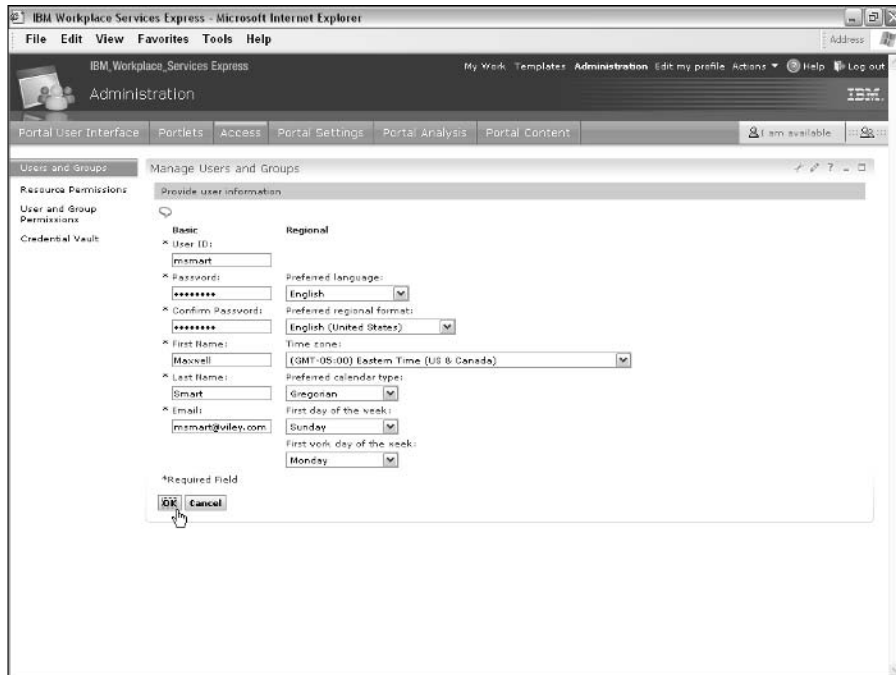 IBM Workplace Services Express - Microsoft Internet Explorer
File Edit View Favorites Tools Help
Address
IBM, Workplace, Services Express
My Work Templates Administration Edit my profile Actions Help Log out
Administration
IBM.
Portal User Interface Portlets Access Portal Settings Portal Analysis Portal Content
I am available
Users and Groups
Resource Permissions
User and Group
Permissions
Credential Vault
Manage Users and Groups
?
Provide user information
Basic
Regional
* User ID:
msmart
* Password:
Preferred language:
••••••••
English
* Confirm Password:
Preferred regional format:
••••••••
English (United States)
* First Name:
Time zone:
Maxwell
(GMT-05:00) Eastern Time (US & Canada)
* Last Name:
Preferred calendar type:
Smart
Gregorian
* Email:
First day of the week:
msmart@wiley.com
Sunday
First work day of the week:
Monday
*Required Field
OK Cancel